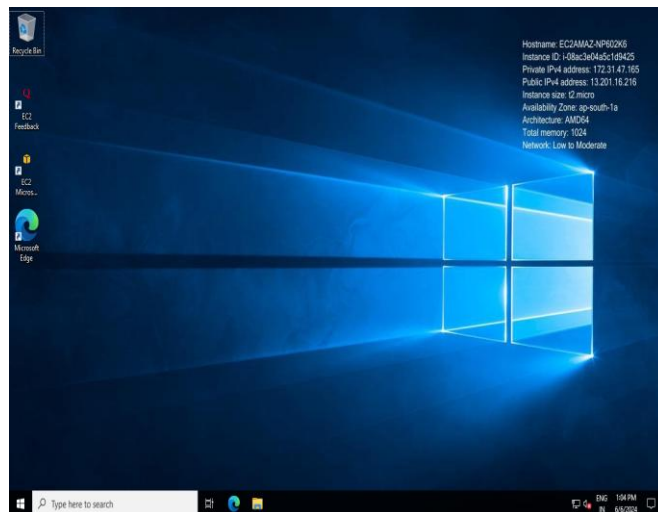 Recycle Bin
EC2
Feedback
EC2
Micros...
Microsoft
Edge
Hostname: EC2AMAZ-NP602K6
Instance ID: i-08ac3e04a5c1d9425
Private IPv4 address: 172.31.47.165
Public IPv4 address: 13.201.16.216
Instance size: t2.micro
Availability Zone: ap-south-1a
Architecture: AMD64
Total memory: 1024
Network: Low to Moderate
Type here to search
ENG
IN
1:04 PM
6/6/2024